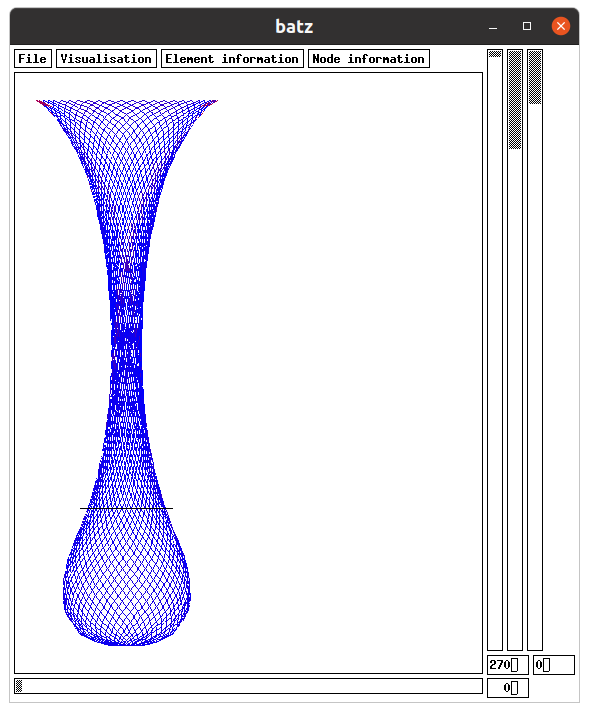 batz
File Visualisation Element information Node information
270 0
0